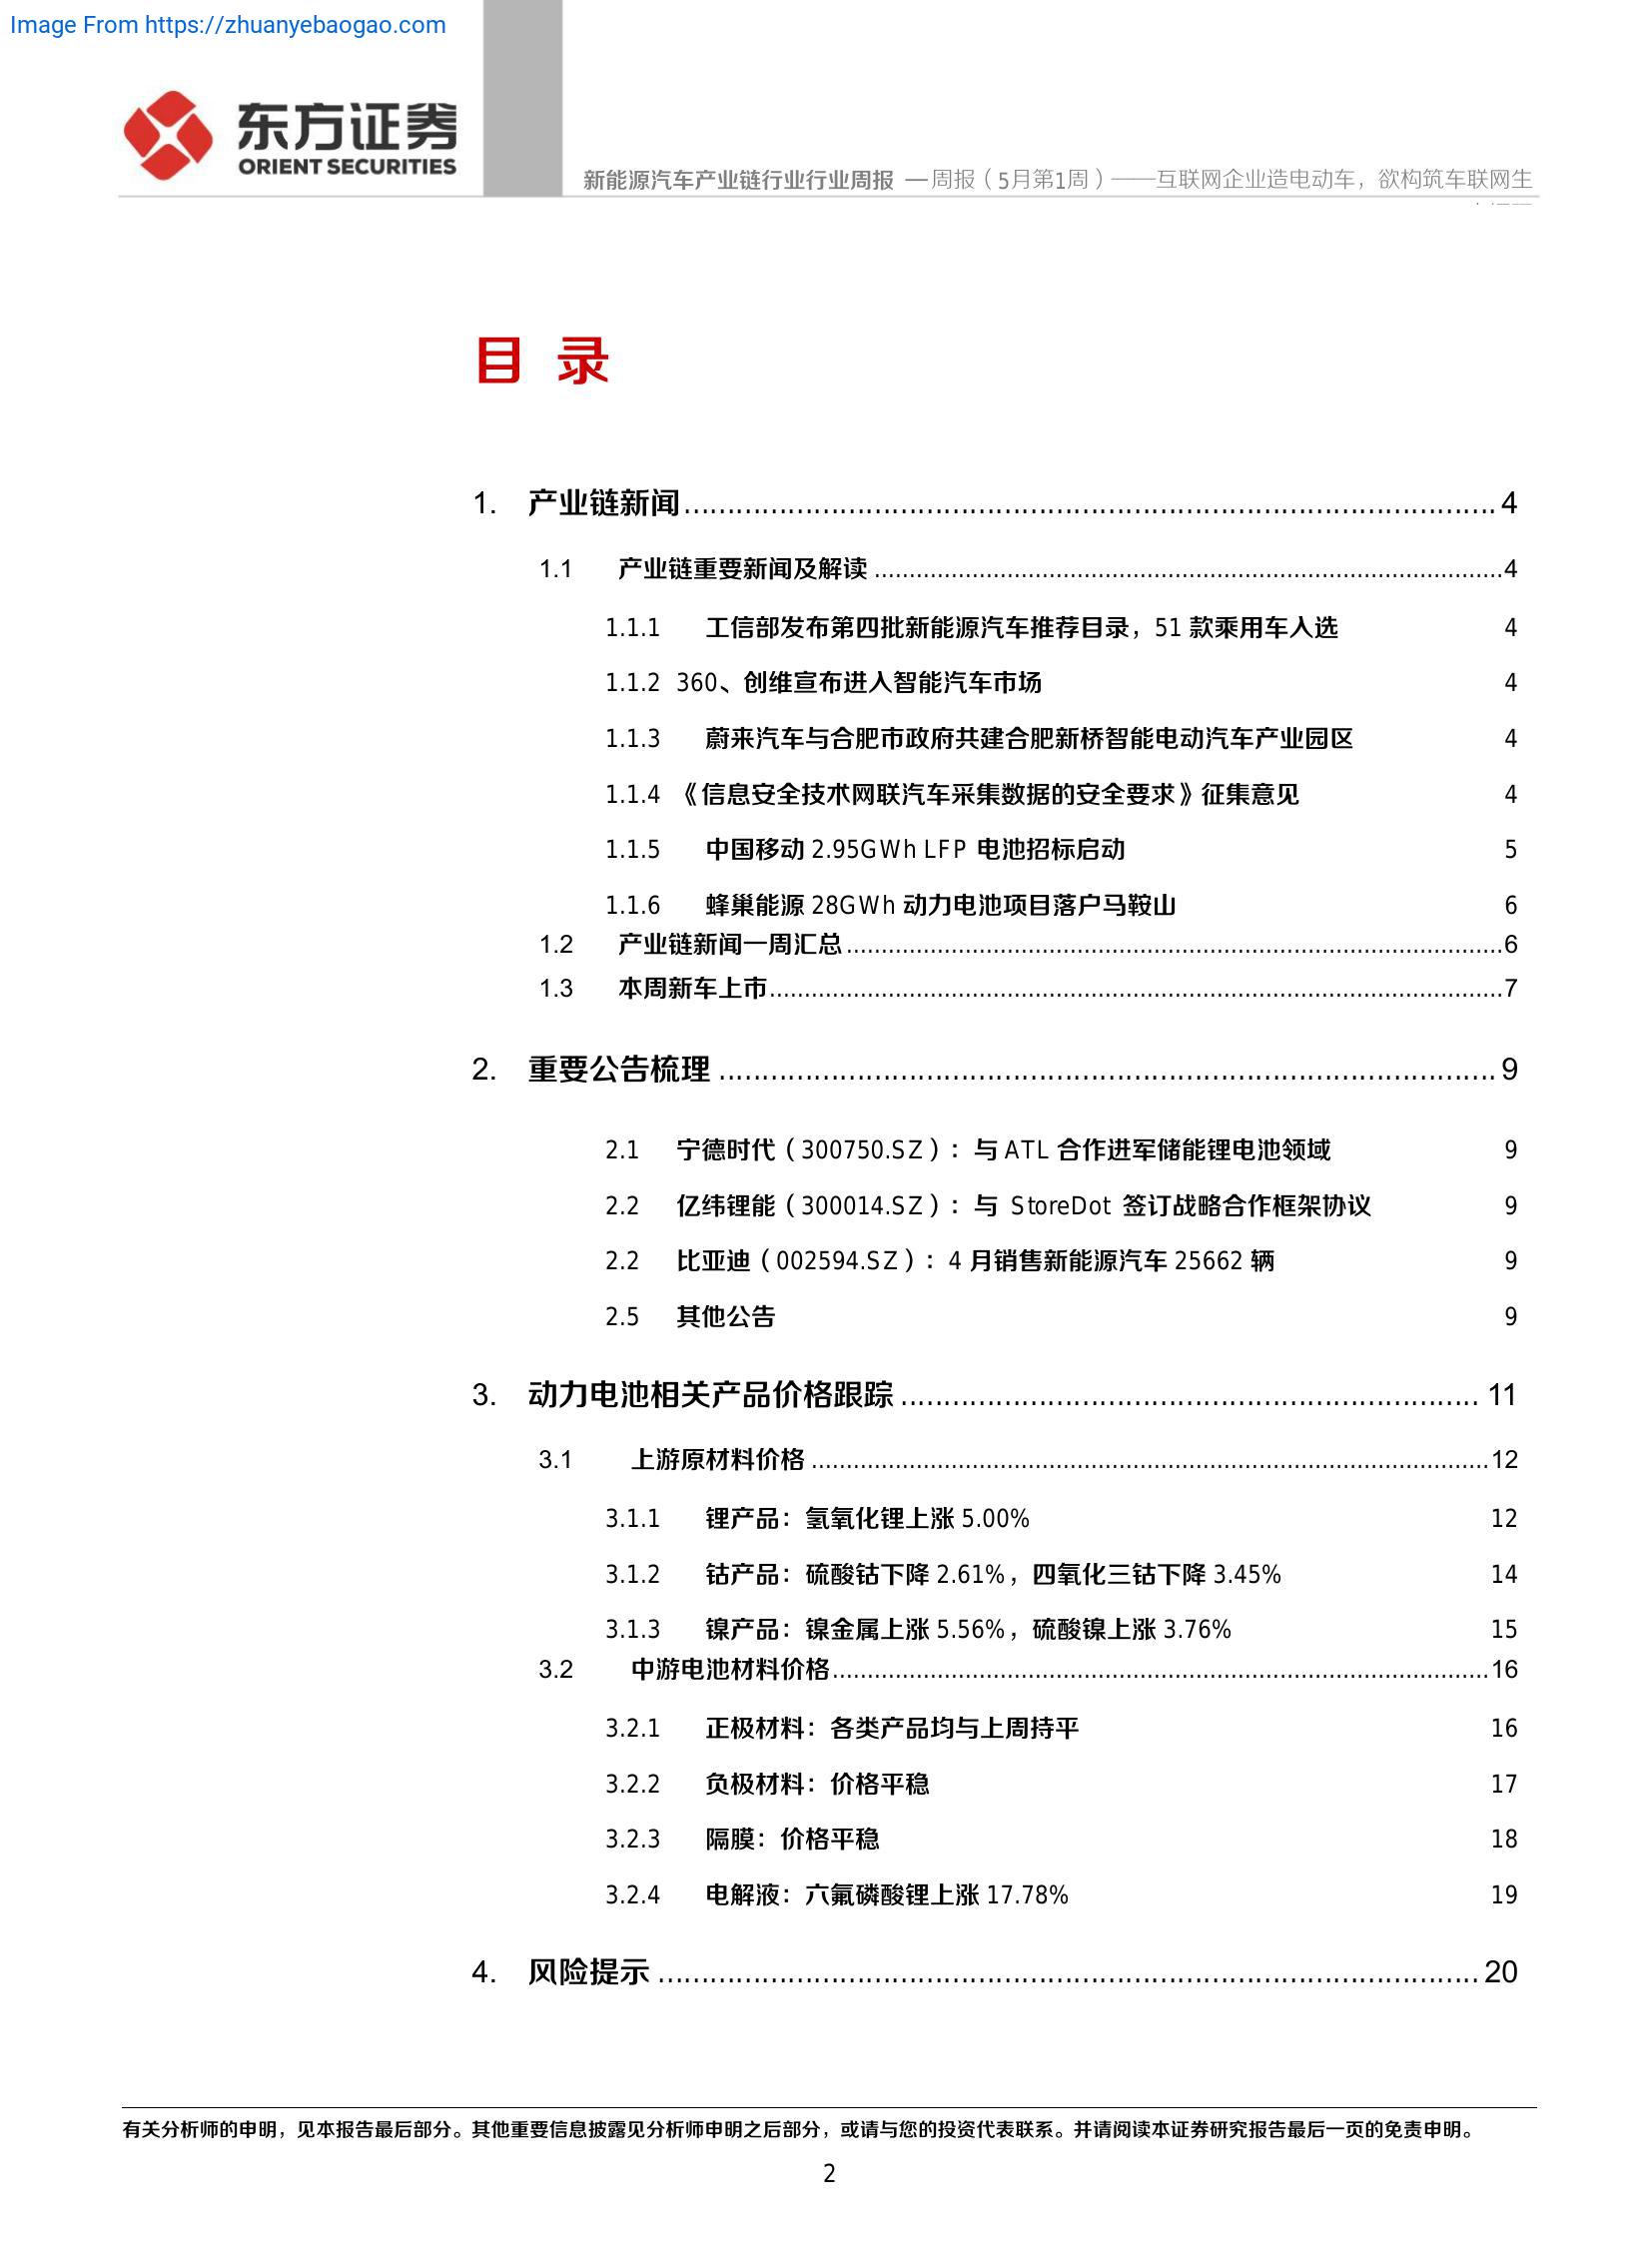 Image From https://zhuanyebaogao.com
东方证券
ORIENT SECURITIES
新能源汽车产业链行业行业周报 — 周报（5月第1周）——互联网企业造电动车，欲构筑车联网生
目 录
1. 产业链新闻 4
1.1 产业链重要新闻及解读 4
1.1.1 工信部发布第四批新能源汽车推荐目录，51 款乘用车入选 4
1.1.2 360、创维宣布进入智能汽车市场 4
1.1.3 蔚来汽车与合肥市政府共建合肥新桥智能电动汽车产业园区 4
1.1.4 《信息安全技术网联汽车采集数据的安全要求》征集意见 4
1.1.5 中国移动 2.95GWh LFP 电池招标启动 5
1.1.6 蜂巢能源 28GWh 动力电池项目落户马鞍山 6
1.2 产业链新闻一周汇总 6
1.3 本周新车上市 7
2. 重要公告梳理 9
2.1 宁德时代（300750.SZ）：与 ATL 合作进军储能锂电池领域 9
2.2 亿纬锂能（300014.SZ）：与 StoreDot 签订战略合作框架协议 9
2.2 比亚迪（002594.SZ）：4 月销售新能源汽车 25662 辆 9
2.5 其他公告 9
3. 动力电池相关产品价格跟踪 11
3.1 上游原材料价格 12
3.1.1 锂产品：氢氧化锂上涨 5.00% 12
3.1.2 钴产品：硫酸钴下降 2.61%，四氧化三钴下降 3.45% 14
3.1.3 镍产品：镍金属上涨 5.56%，硫酸镍上涨 3.76% 15
3.2 中游电池材料价格 16
3.2.1 正极材料：各类产品均与上周持平 16
3.2.2 负极材料：价格平稳 17
3.2.3 隔膜：价格平稳 18
3.2.4 电解液：六氟磷酸锂上涨 17.78% 19
4. 风险提示 20
有关分析师的申明，见本报告最后部分。其他重要信息披露见分析师申明之后部分，或请与您的投资代表联系。并请阅读本证券研究报告最后一页的免责申明。
2